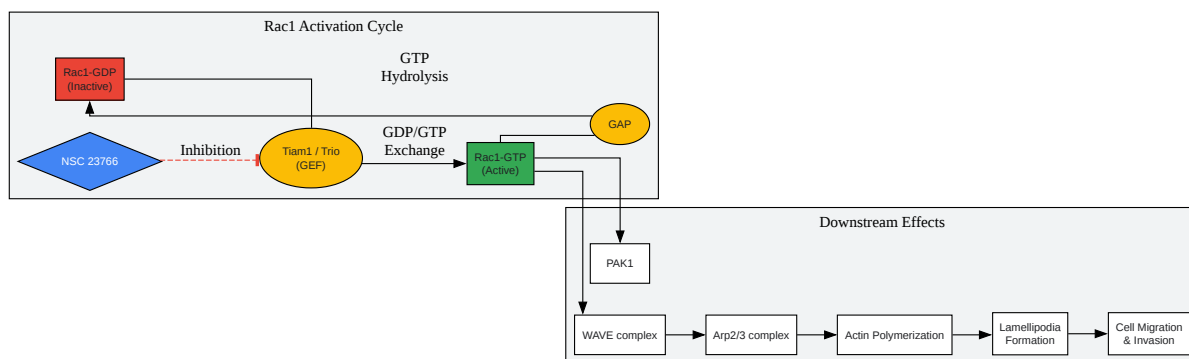 Rac1 Activation Cycle
GTP
Hydrolysis
Rac1-GDP
(Inactive)
GAP
NSC 23766
Inhibition
Tiam1 / Trio
(GEF)
GDP/GTP
Exchange
Rac1-GTP
(Active)
Downstream Effects
PAK1
WAVE complex
Arp2/3 complex
Actin Polymerization
Lamellipodia
Formation
Cell Migration
& Invasion